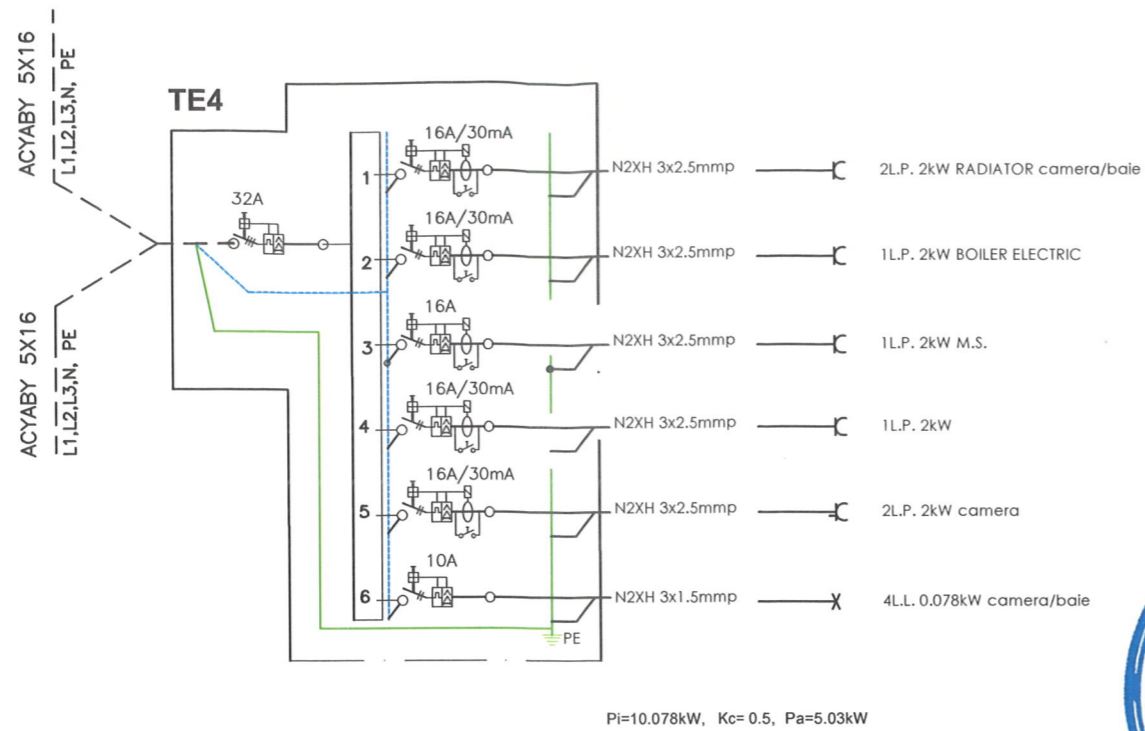 ACYABY 5X16
L1,L2,L3,N, PE
TE4
32A
ACYABY 5X16
L1,L2,L3,N, PE
1
16A/30mA
N2XH 3x2.5mmp
2L.P. 2kW RADIATOR camera/baie
2
16A/30mA
N2XH 3x2.5mmp
1L.P. 2kW BOILER ELECTRIC
3
16A
N2XH 3x2.5mmp
1L.P. 2kW M.S.
4
16A/30mA
N2XH 3x2.5mmp
1L.P. 2kW
5
16A/30mA
N2XH 3x2.5mmp
2L.P. 2kW camera
6
10A
N2XH 3x1.5mmp
4L.L. 0.078kW camera/baie
PE
Pi=10.078kW, Kc= 0.5, Pa=5.03kW